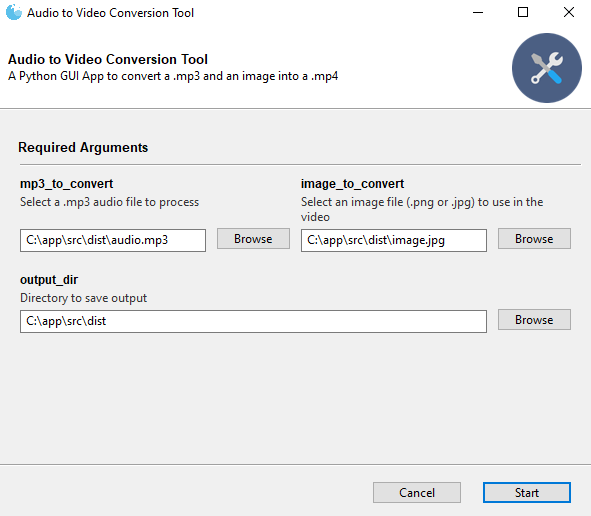 Audio to Video Conversion Tool
Audio to Video Conversion Tool
A Python GUI App to convert a .mp3 and an image into a .mp4
Required Arguments
mp3_to_convert
Select a .mp3 audio file to process
C:\app\src\dist\audio.mp3
Browse
image_to_convert
Select an image file (.png or .jpg) to use in the
video
C:\app\src\dist\image.jpg
Browse
output_dir
Directory to save output
C:\app\src\dist
Browse
Cancel
Start